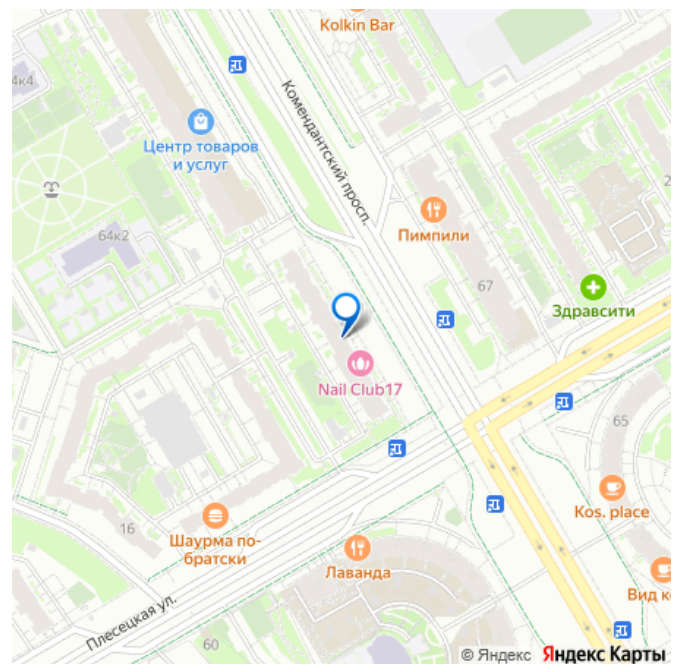 Kolkin Bar
4к4
Комендантский просп.
Центр товаров
и услуг
Пимпили
64к2
67
Здравсити
Nail Club17
65
Kos. place
16
Шаурма по-
братски
Лаванда
Вид к
Плесецкая ул.
60
© Яндекс Яндекс Карты